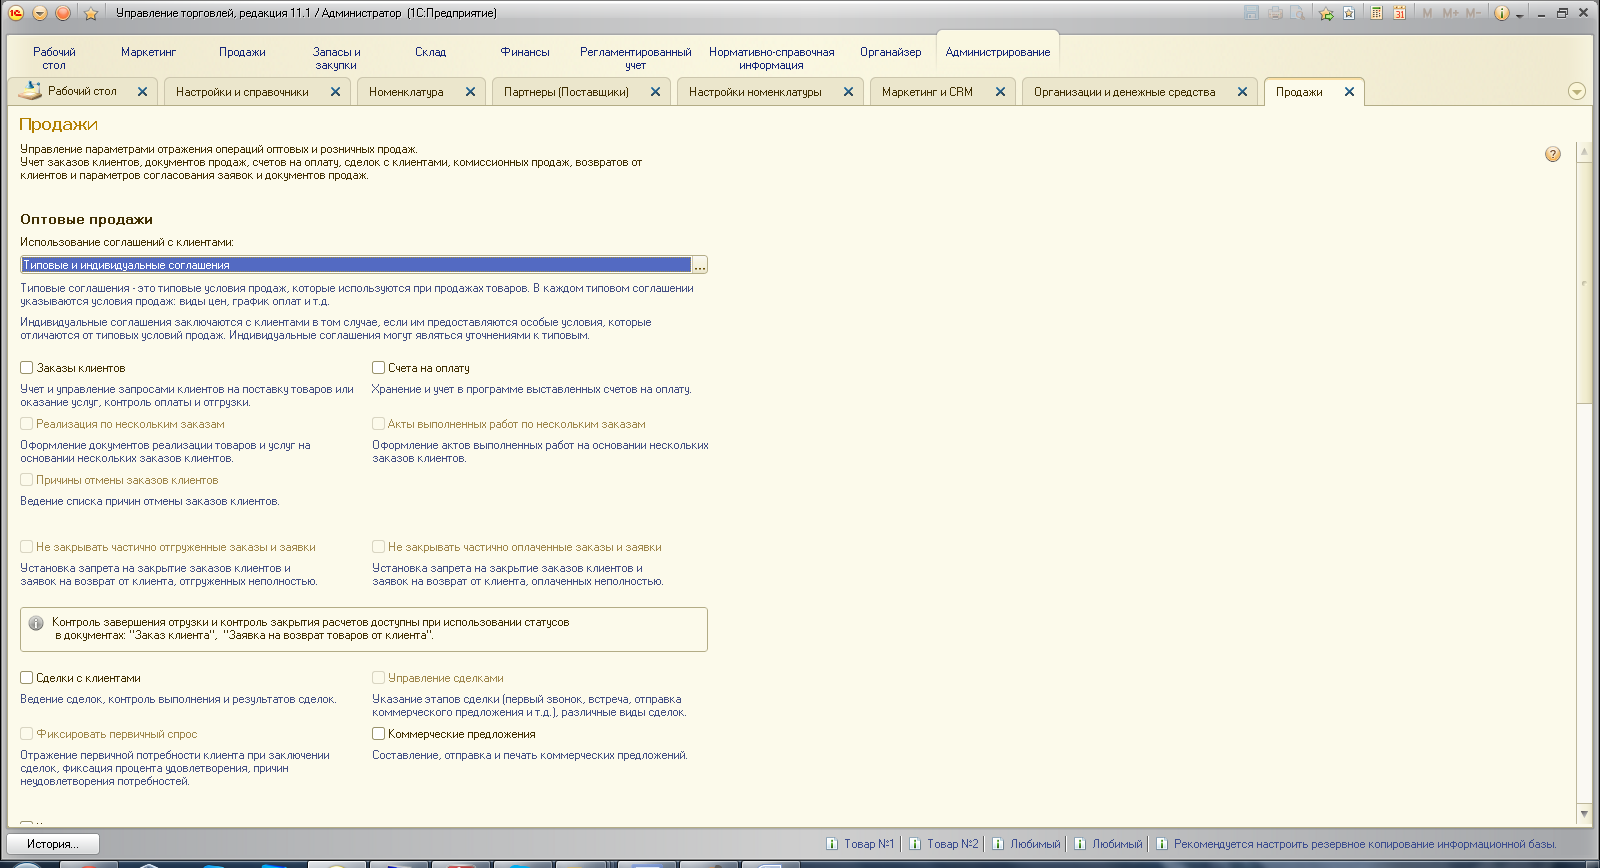 Управление торговлей, редакция 11.1 / Администратор (1С:Предприятие)
M M+ M-
Рабочий стол
Маркетинг
Продажи
Запасы и закупки
Склад
Финансы
Регламентированный учет
Нормативно-справочная информация
Органайзер
Администрирование
Рабочий стол
Настройки и справочники
Номенклатура
Партнеры (Поставщики)
Настройки номенклатуры
Маркетинг и CRM
Организации и денежные средства
Продажи
Продажи
Управление параметрами отражения операций оптовых и розничных продаж.
Учет заказов клиентов, документов продаж, счетов на оплату, сделок с клиентами, комиссионных продаж, возвратов от
клиентов и параметров согласования заявок и документов продаж.
Оптовые продажи
Использование соглашений с клиентами:
Типовые и индивидуальные соглашения
...
Типовые соглашения - это типовые условия продаж, которые используются при продажах товаров. В каждом типовом соглашении
указываются условия продаж: виды цен, график оплат и т.д.
Индивидуальные соглашения заключаются с клиентами в том случае, если им предоставляются особые условия, которые
отличаются от типовых условий продаж. Индивидуальные соглашения могут являться уточнениями к типовым.
Заказы клиентов
Учет и управление запросами клиентов на поставку товаров или
оказание услуг, контроль оплаты и отгрузки.
Счета на оплату
Хранение и учет в программе выставленных счетов на оплату.
Реализация по нескольким заказам
Оформление документов реализации товаров и услуг на
основании нескольких заказов клиентов.
Акты выполненных работ по нескольким заказам
Оформление актов выполненных работ на основании нескольких
заказов клиентов.
Причины отмены заказов клиентов
Ведение списка причин отмены заказов клиентов.
Не закрывать частично отгруженные заказы и заявки
Установка запрета на закрытие заказов клиентов и
заявок на возврат от клиента, отгруженных неполностью.
Не закрывать частично оплаченные заказы и заявки
Установка запрета на закрытие заказов клиентов и
заявок на возврат от клиента, оплаченных неполностью.
Контроль завершения отрузки и контроль закрытия расчетов доступны при использовании статусов
в документах: "Заказ клиента", "Заявка на возврат товаров от клиента".
Сделки с клиентами
Ведение сделок, контроль выполнения и результатов сделок.
Управление сделками
Указание этапов сделки (первый звонок, встреча, отправка
коммерческого предложения и т.д.), различные виды сделок.
Фиксировать первичный спрос
Отражение первичной потребности клиента при заключении
сделок, фиксация процента удовлетворения, причин
неудовлетворения потребностей.
Коммерческие предложения
Составление, отправка и печать коммерческих предложений.
История...
Товар №1
Товар №2
Любимый
Любимый
Рекомендуется настроить резервное копирование информационной базы.